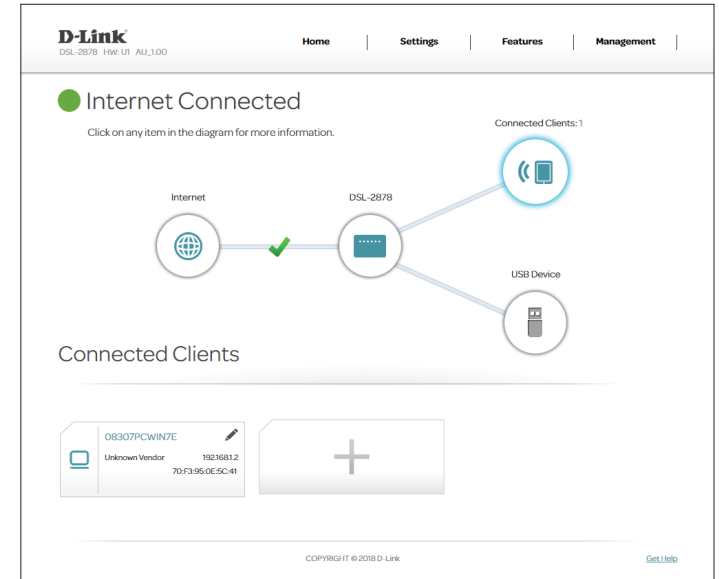 D-Link
DSL-2878 HW: U1 AU_1.00
Home Settings Features Management
Internet Connected
Click on any item in the diagram for more information.
Connected Clients: 1
Internet
DSL-2878
USB Device
Connected Clients
08307PCWIN7E
Unknown Vendor 192.168.1.2
70:F3:95:0E:5C:41
COPYRIGHT © 2018 D-Link
Get Help